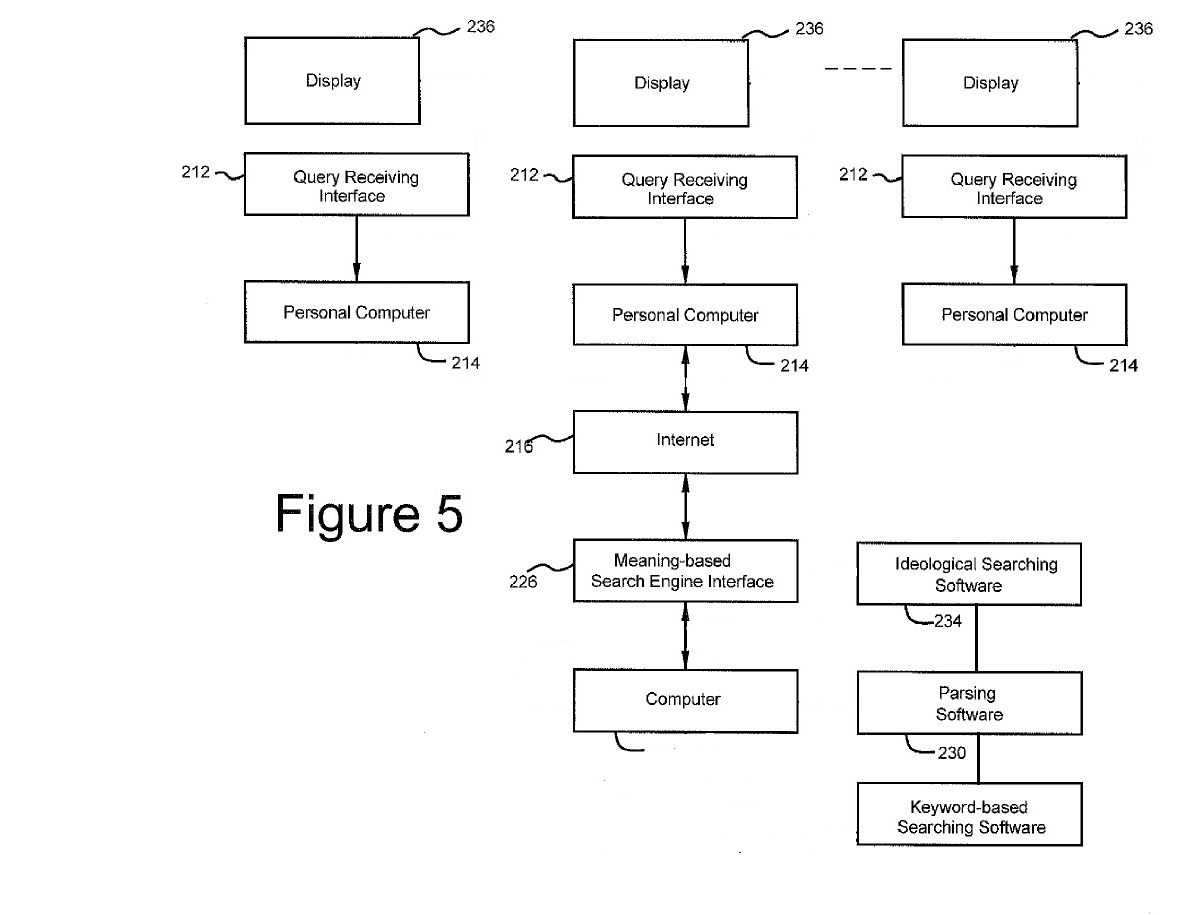 236
236
236
Display
Display
Display
212
Query Receiving
Interface
212
Query Receiving
Interface
212
Query Receiving
Interface
Personal Computer
214
Personal Computer
214
Personal Computer
214
216
Internet
Figure 5
226
Meaning-based
Search Engine Interface
Computer
Ideological Searching
Software
234
Parsing
Software
230
Keyword-based
Searching Software